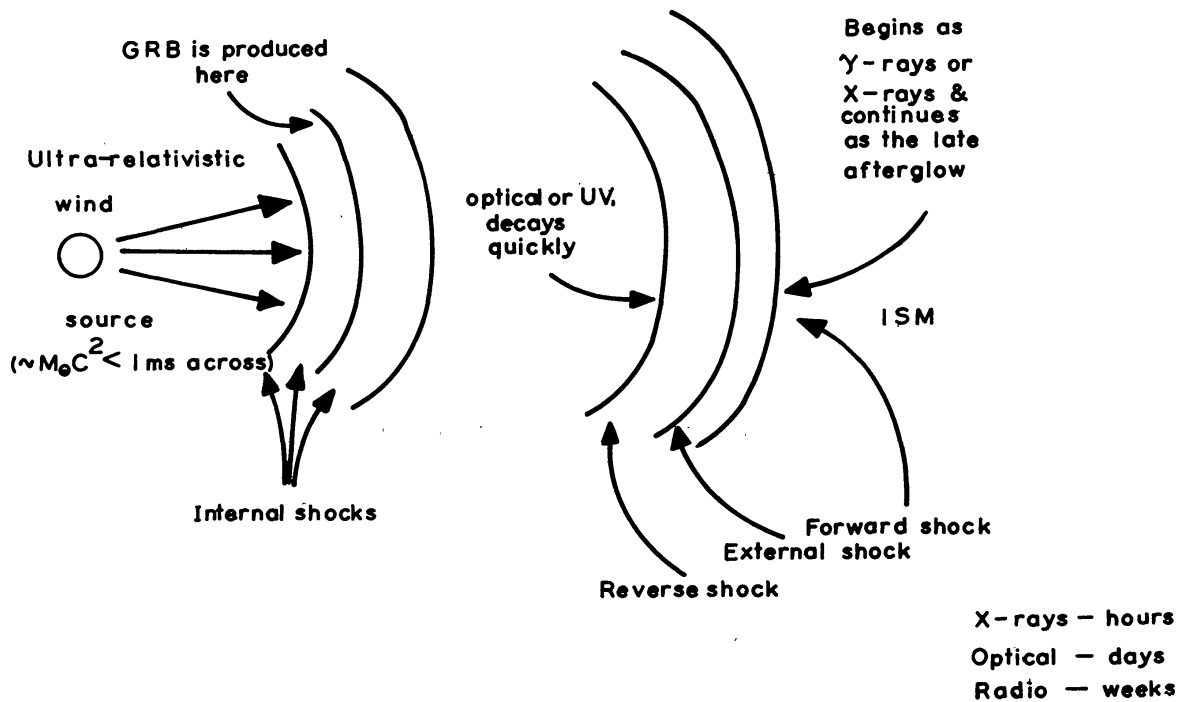 GRB is produced
here
Ultra-relativistic
wind
source
(~M⊙C²< 1ms across)
Internal shocks
optical or UV,
decays
quickly
Begins as
γ-rays or
X-rays &
continues
as the late
afterglow
ISM
Forward shock
External shock
Reverse shock
X-rays — hours
Optical — days
Radio — weeks